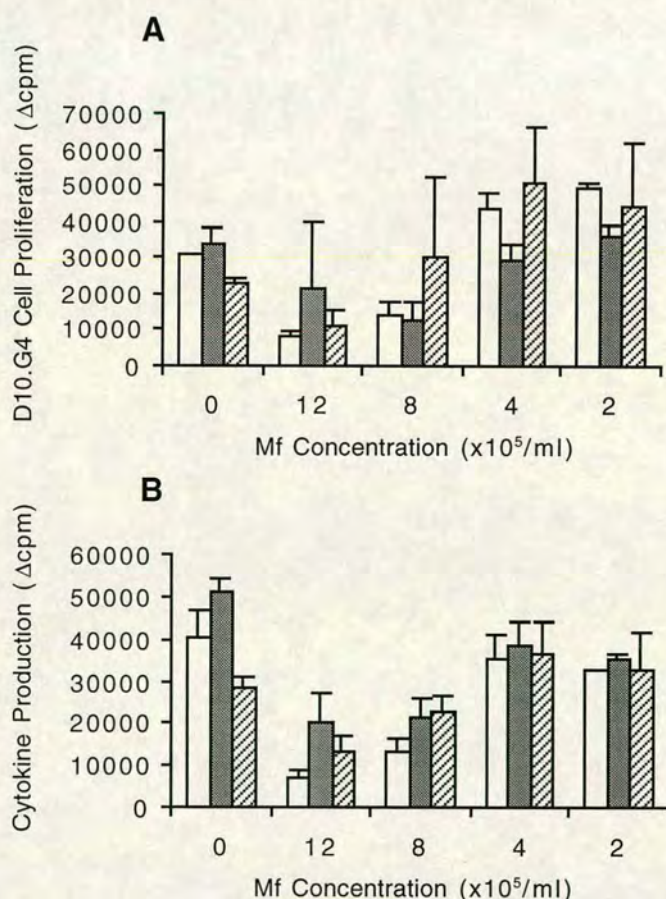 A
D10.G4 Cell Proliferation (Δcpm)
70000
60000
50000
40000
30000
20000
10000
0
0 12 8 4 2
Mf Concentration (x10⁵/ml)
B
Cytokine Production (Δcpm)
60000
50000
40000
30000
20000
10000
0
0 12 8 4 2
Mf Concentration (x10⁵/ml)